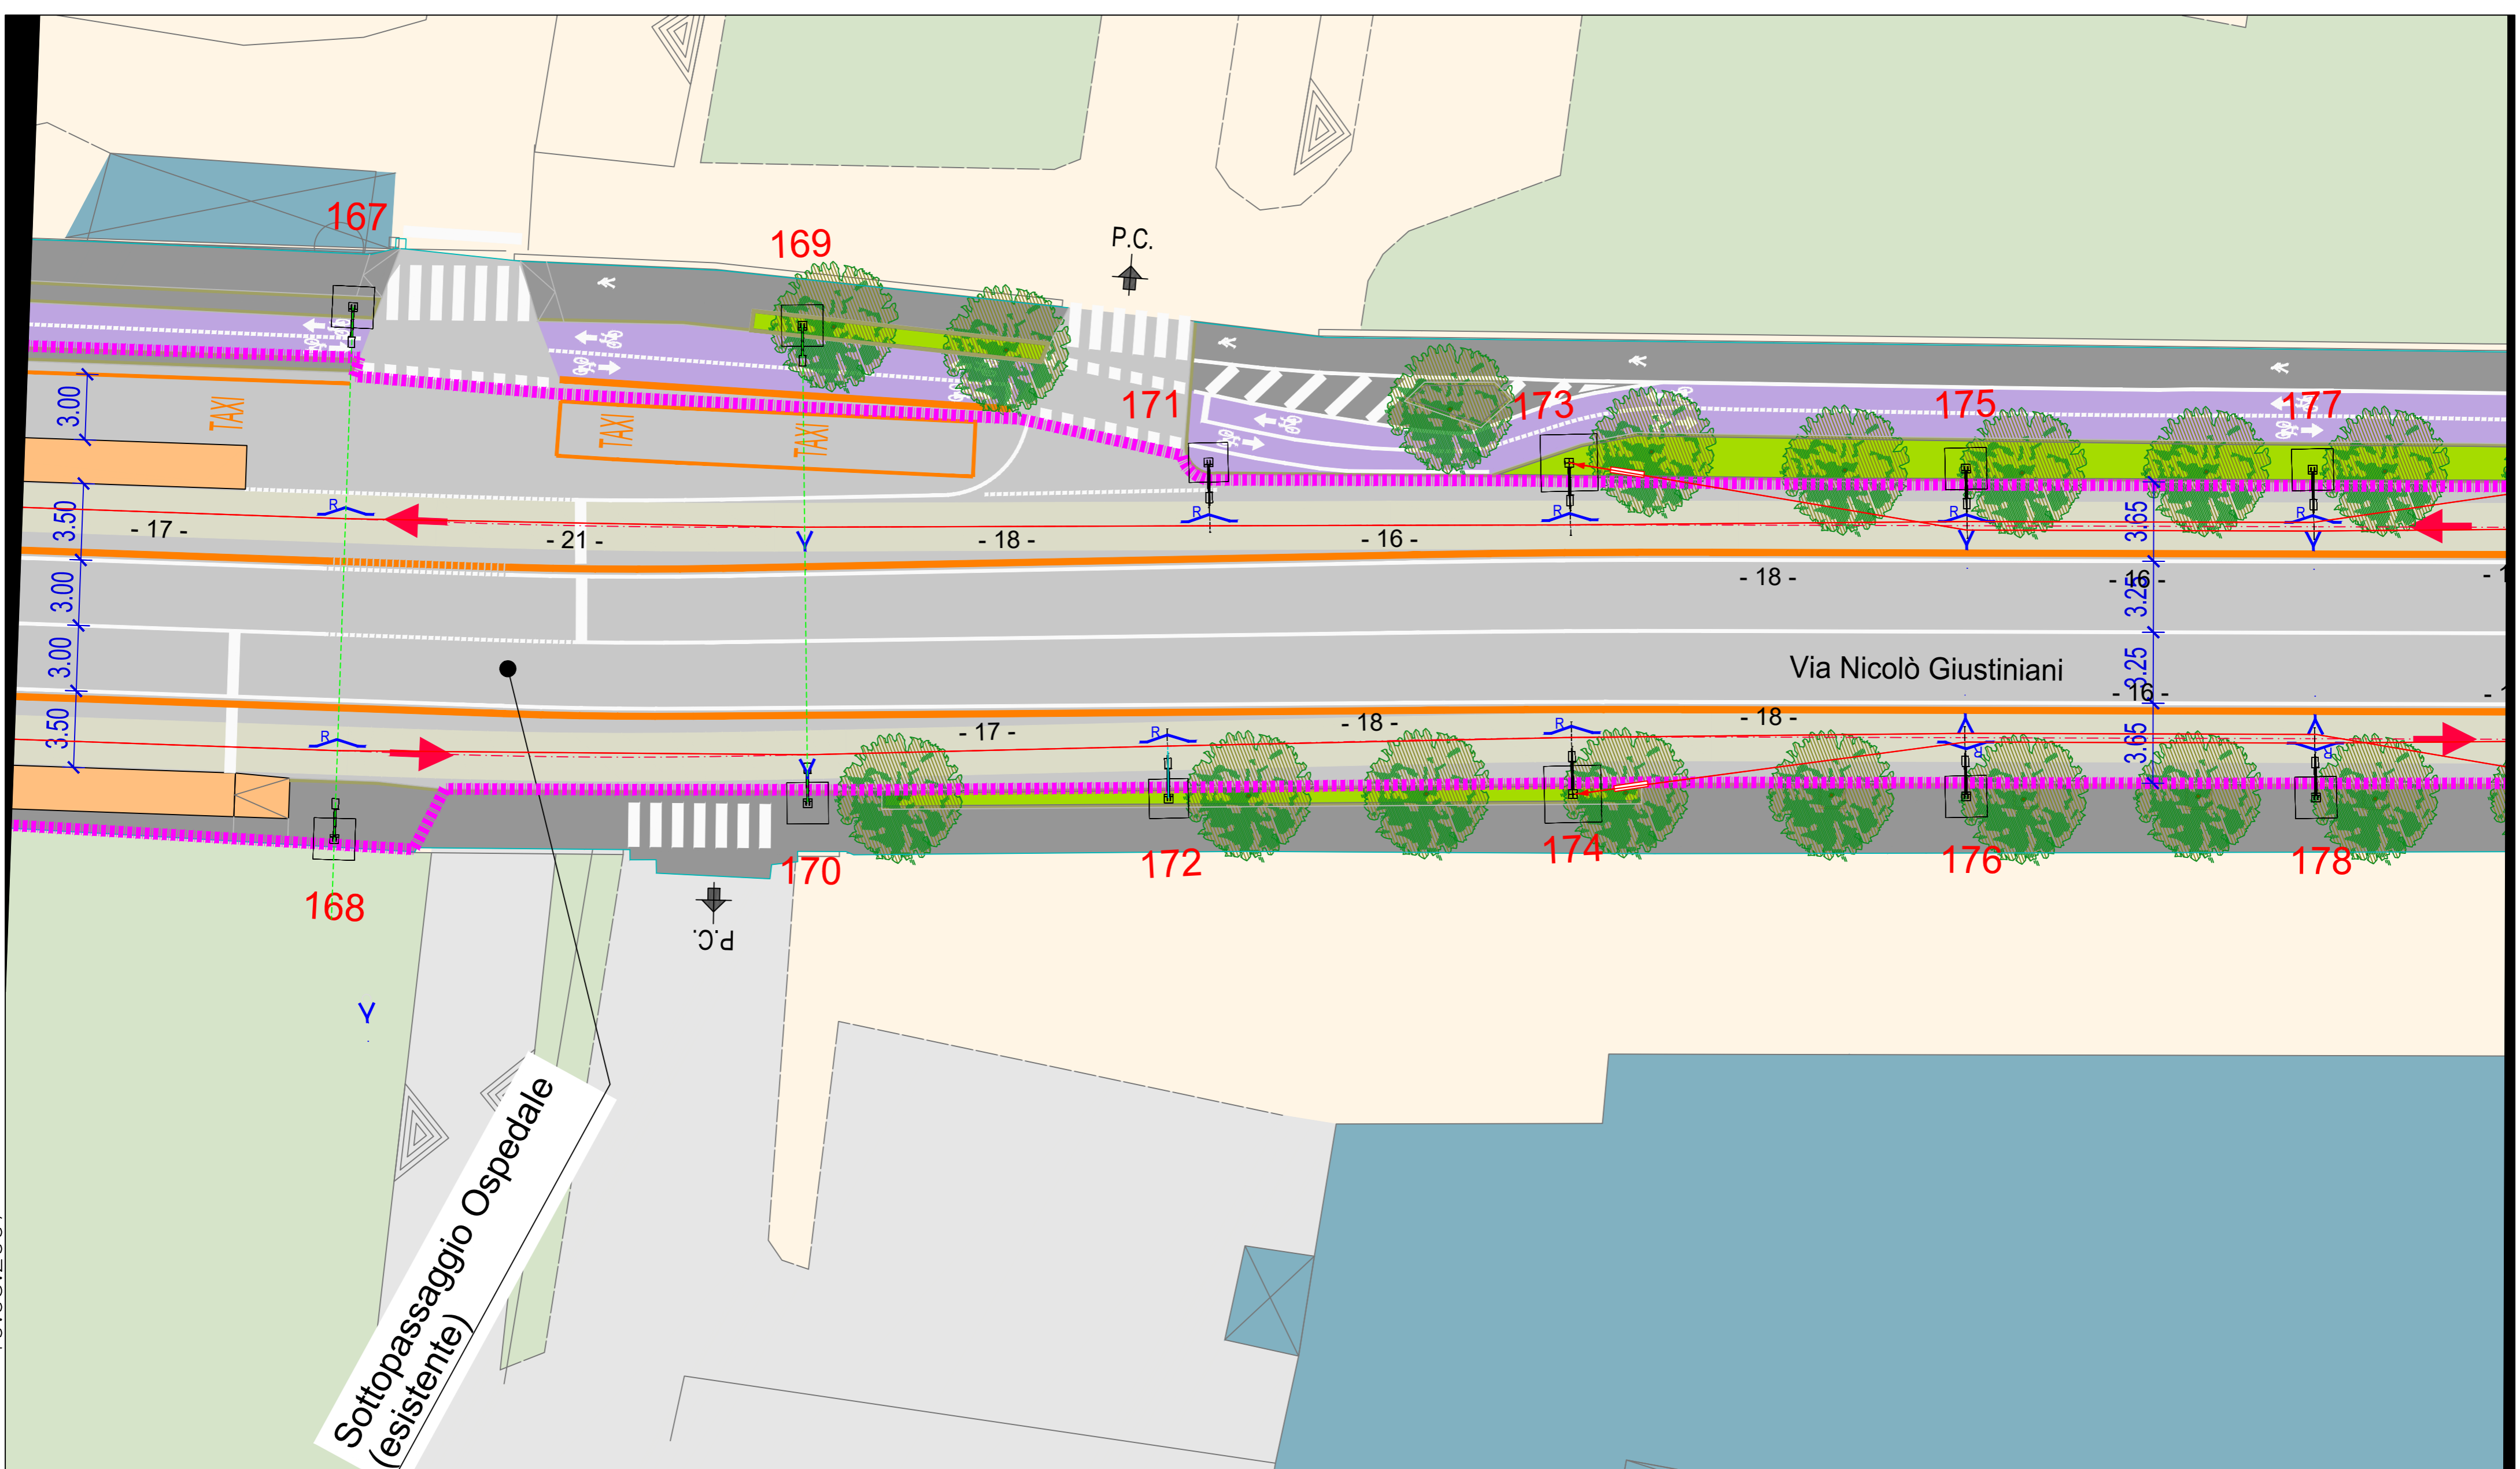 167
169
P.C.
TAXI
TAXI
TAXI
171
173
175
177
3.00
3.50
3.00
3.00
3.50
R
R
R
R
R
- 17 -
- 21 -
- 18 -
- 16 -
- 18 -
- 16 -
3.65
3.25
3.25
3.65
Via Nicolò Giustiniani
- 16 -
- 17 -
- 18 -
- 18 -
R
R
R
R
R
168
170
172
174
176
178
P.C.
Sottopassaggio Ospedale
(esistente)